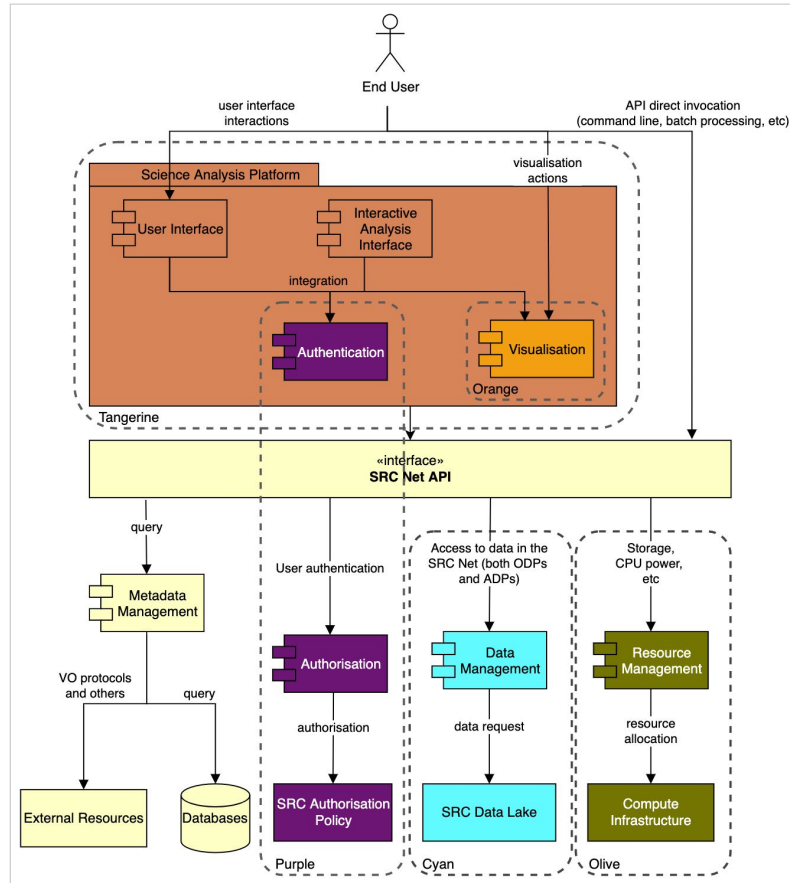 End User
user interface
interactions
API direct invocation
(command line, batch processing, etc)
visualisation
actions
Science Analysis Platform
User Interface
Interactive
Analysis
Interface
integration
Authentication
Visualisation
Orange
Tangerine
«interface»
SRC Net API
query
User authentication
Access to data in the
SRC Net (both ODPs
and ADPs)
Storage,
CPU power,
etc
Metadata
Management
Authorisation
Data
Management
Resource
Management
VO protocols
and others
query
authorisation
data request
resource
allocation
External Resources
Databases
SRC Authorisation
Policy
SRC Data Lake
Compute
Infrastructure
Purple
Cyan
Olive